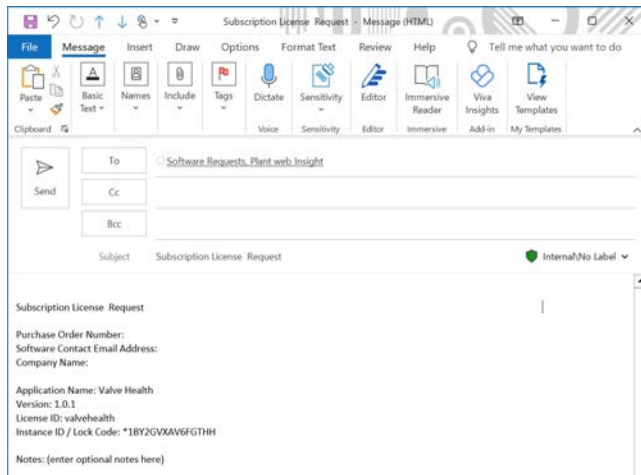 Subscription License Request - Message (HTML)
File Message Insert Draw Options Format Text Review Help Tell me what you want to do
Paste
Basic Text
Names
Include
Tags
Dictate
Sensitivity
Editor
Immersive Reader
Viva Insights
View Templates
Clipboard Voice Sensitivity Editor Immersive Add-in My Templates
Send
To Software Requests, Plant web Insight
Cc
Bcc
Subject Subscription License Request Internal\No Label
Subscription License Request
Purchase Order Number:
Software Contact Email Address:
Company Name:
Application Name: Valve Health
Version: 1.0.1
License ID: valvehealth
Instance ID / Lock Code: *1BY2GVXAV6FGTHH
Notes: (enter optional notes here)